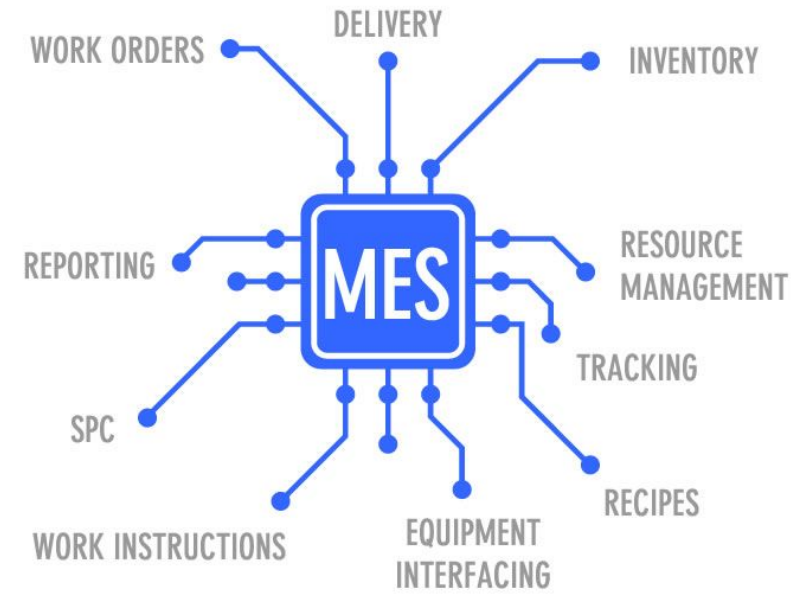 DELIVERY
WORK ORDERS
INVENTORY
REPORTING
MES
RESOURCE
MANAGEMENT
TRACKING
SPC
RECIPES
WORK INSTRUCTIONS
EQUIPMENT
INTERFACING